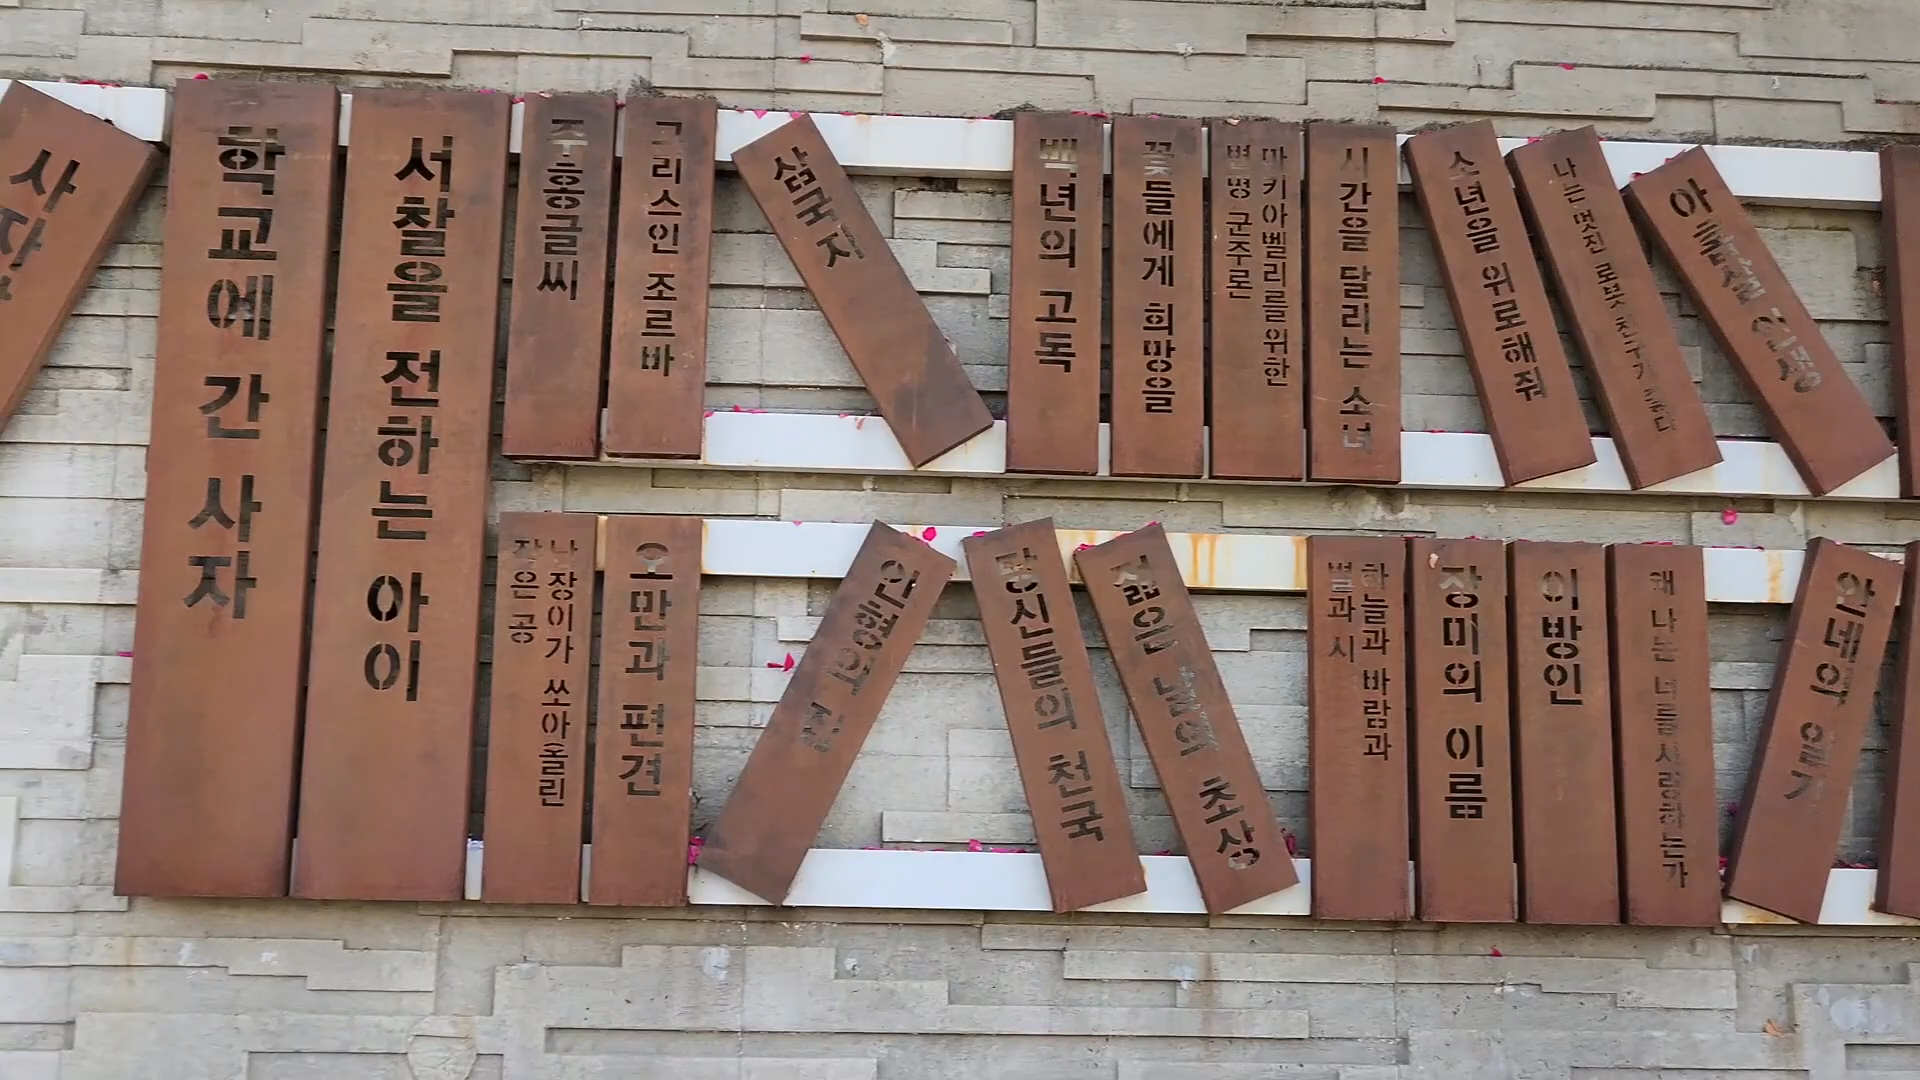 사자
학교에 간 사자
서찰을 전하는 아이
주홍글씨
그리스인 조르바
삼국지
백년의 고독
꽃들에게 희망을
마키아벨리를위한
변명 군주론
시간을 달리는 소녀
소년을 위로해줘
나는 멋진 로봇 친구가 좋다
아 불쌍 인생
난장이가 쏘아올린
작은 공
오만과 편견
인형의 집
당신들의 천국
젊은 날의 초상
하늘과 바람과
별과 시
장미의 이름
이방인
왜 나는 너를 사랑하는가
안네의 일기